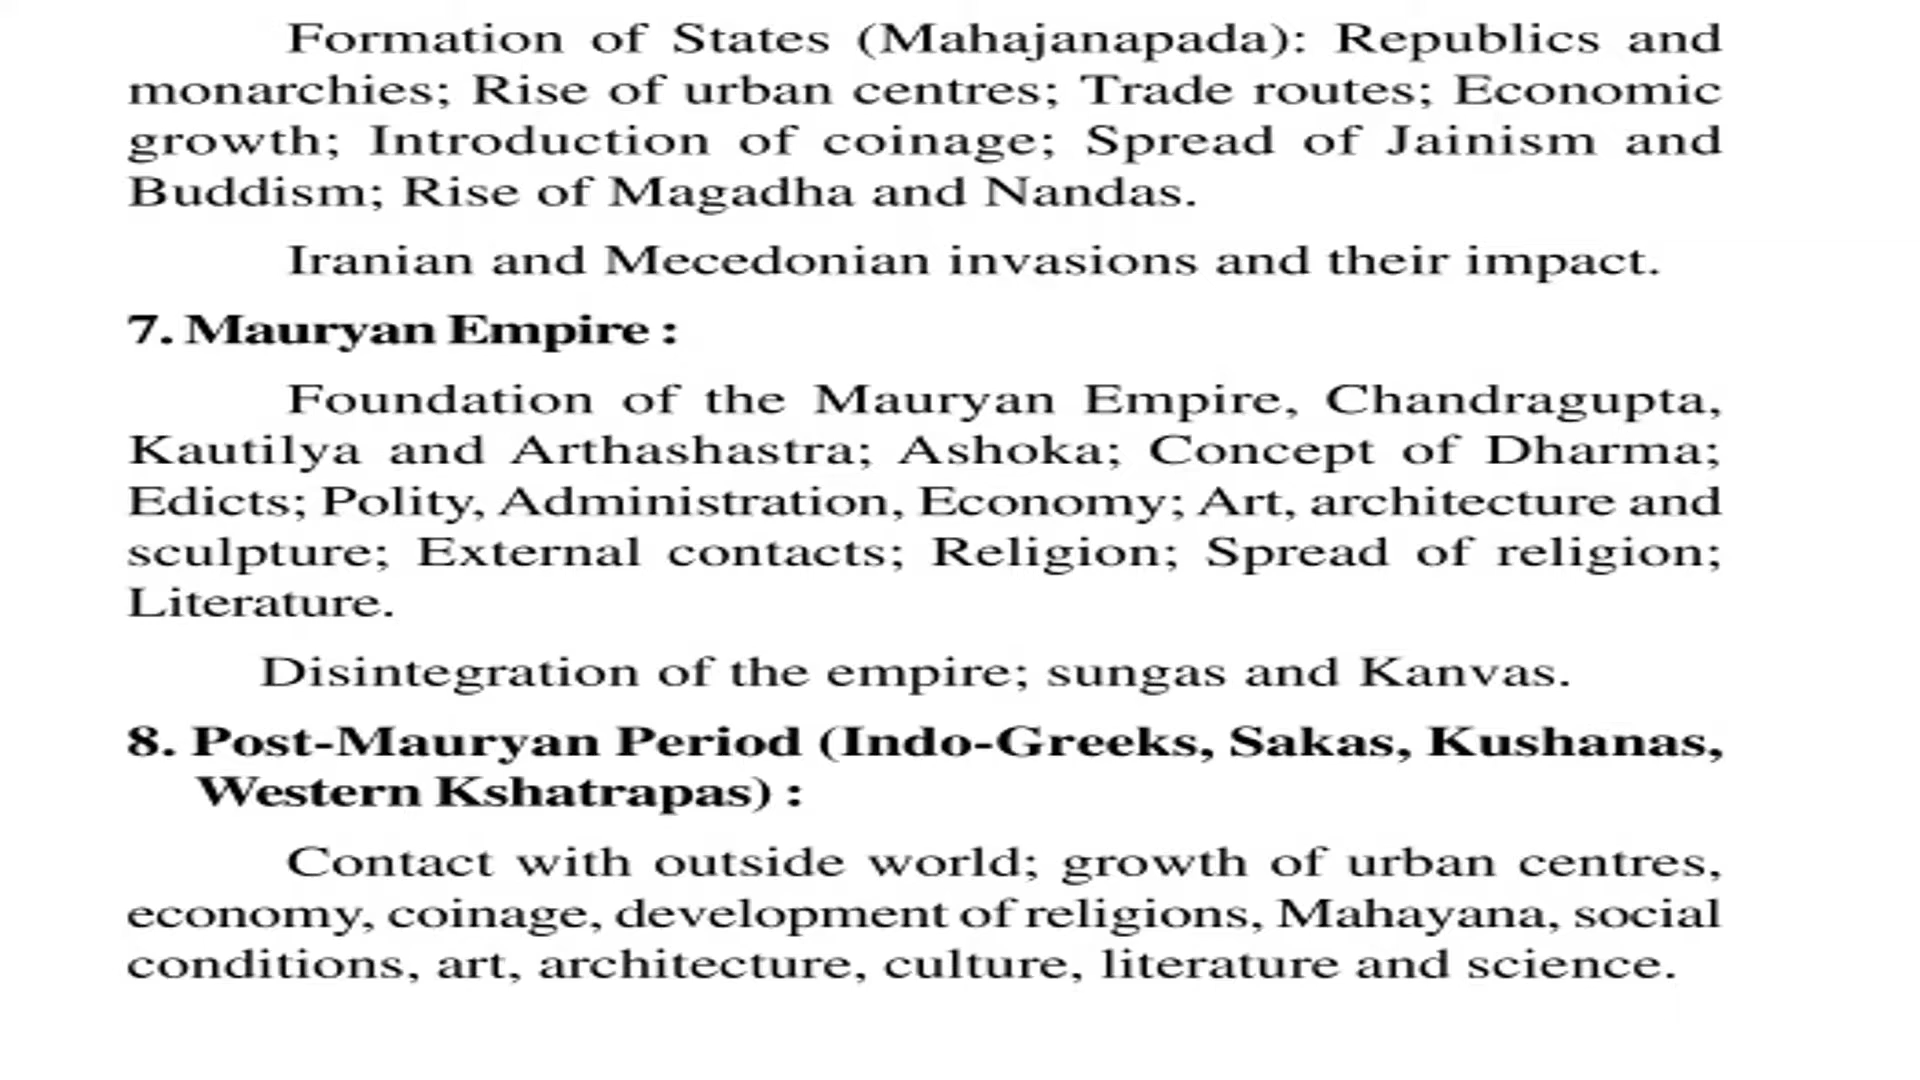 Formation of States (Mahajanapada): Republics and
monarchies; Rise of urban centres; Trade routes; Economic
growth; Introduction of coinage; Spread of Jainism and
Buddism; Rise of Magadha and Nandas.
Iranian and Mecedonian invasions and their impact.
7. Mauryan Empire :
Foundation of the Mauryan Empire, Chandragupta,
Kautilya and Arthashastra; Ashoka; Concept of Dharma;
Edicts; Polity, Administration, Economy; Art, architecture and
sculpture; External contacts; Religion; Spread of religion;
Literature.
Disintegration of the empire; sungas and Kanvas.
8. Post-Mauryan Period (Indo-Greeks, Sakas, Kushanas,
Western Kshatrapas) :
Contact with outside world; growth of urban centres,
economy, coinage, development of religions, Mahayana, social
conditions, art, architecture, culture, literature and science.